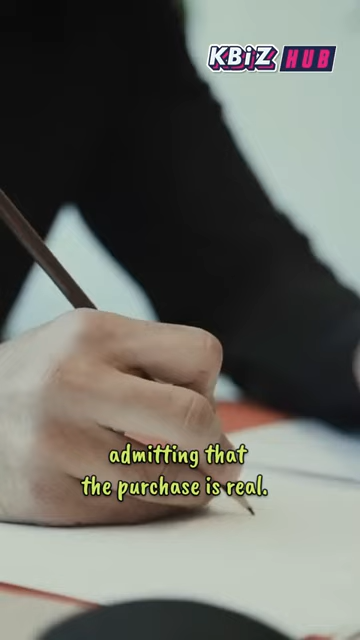 KBiZ HUB
admitting that
the purchase is real.